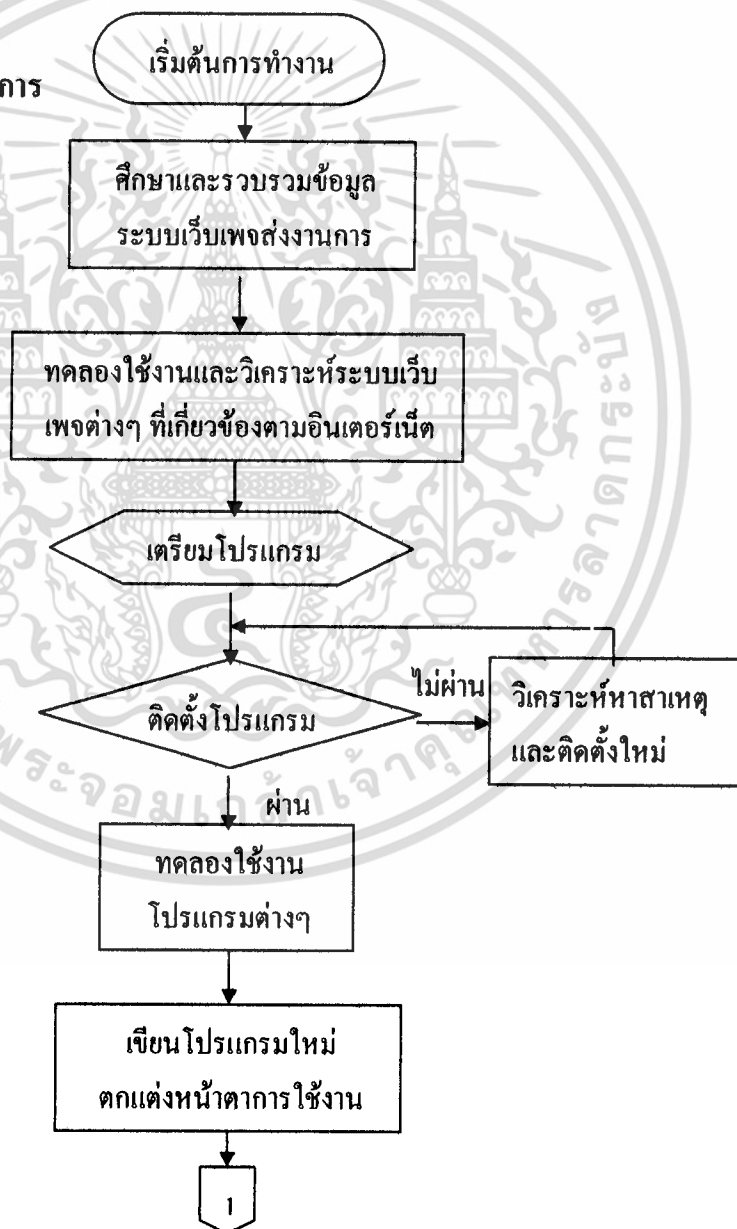 เริ่มต้นการทำงาน
การ
ศึกษาและรวบรวมข้อมูล
ระบบเว็บเพจส่งงานการ
ทดลองใช้งานและวิเคราะห์ระบบเว็บ
เพจต่างๆ ที่เกี่ยวข้องตามอินเตอร์เน็ต
เตรียมโปรแกรม
ติดตั้งโปรแกรม
ไม่ผ่าน
วิเคราะห์หาสาเหตุ
และติดตั้งใหม่
ผ่าน
ทดลองใช้งาน
โปรแกรมต่างๆ
เขียนโปรแกรมใหม่
ตกแต่งหน้าตาการใช้งาน
1